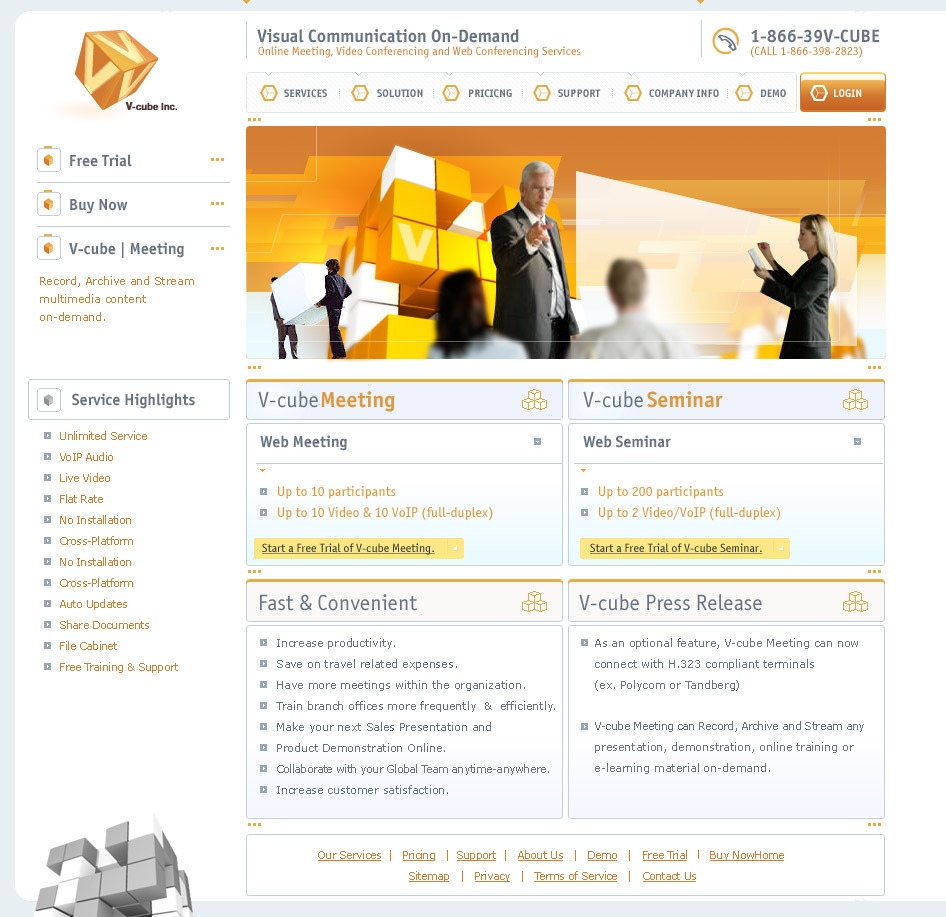 V-cube Inc.
Visual Communication On-Demand
Online Meeting, Video Conferencing and Web Conferencing Services
1-866-39V-CUBE
(CALL 1-866-398-2823)
SERVICES
SOLUTION
PRICICNG
SUPPORT
COMPANY INFO
DEMO
LOGIN
Free Trial
Buy Now
V-cube | Meeting
Record, Archive and Stream
multimedia content
on-demand.
V
Service Highlights
Unlimited Service
VoIP Audio
Live Video
Flat Rate
No Installation
Cross-Platform
No Installation
Cross-Platform
Auto Updates
Share Documents
File Cabinet
Free Training & Support
V-cube Meeting
Web Meeting
Up to 10 participants
Up to 10 Video & 10 VoIP (full-duplex)
Start a Free Trial of V-cube Meeting.
V-cube Seminar
Web Seminar
Up to 200 participants
Up to 2 Video/VoIP (full-duplex)
Start a Free Trial of V-cube Seminar.
Fast & Convenient
Increase productivity.
Save on travel related expenses.
Have more meetings within the organization.
Train branch offices more frequently & efficiently.
Make your next Sales Presentation and
Product Demonstration Online.
Collaborate with your Global Team anytime-anywhere.
Increase customer satisfaction.
V-cube Press Release
As an optional feature, V-cube Meeting can now
connect with H.323 compliant terminals
(ex. Polycom or Tandberg)
V-cube Meeting can Record, Archive and Stream any
presentation, demonstration, online training or
e-learning material on-demand.
Our Services | Pricing | Support | About Us | Demo | Free Trial | Buy NowHome
Sitemap | Privacy | Terms of Service | Contact Us